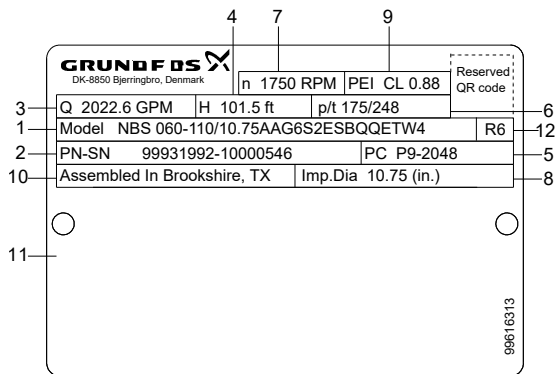 4
7
9
GRUNDFOS
DK-8850 Bjerringbro, Denmark
n 1750 RPM
PEI CL 0.88
Reserved
QR code
3
Q 2022.6 GPM
H 101.5 ft
p/t 175/248
6
1
Model NBS 060-110/10.75AAG6S2ESBQQETW4
R6
12
2
PN-SN 99931992-10000546
PC P9-2048
5
10
Assembled In Brookshire, TX
Imp.Dia 10.75 (in.)
8
11
99616313